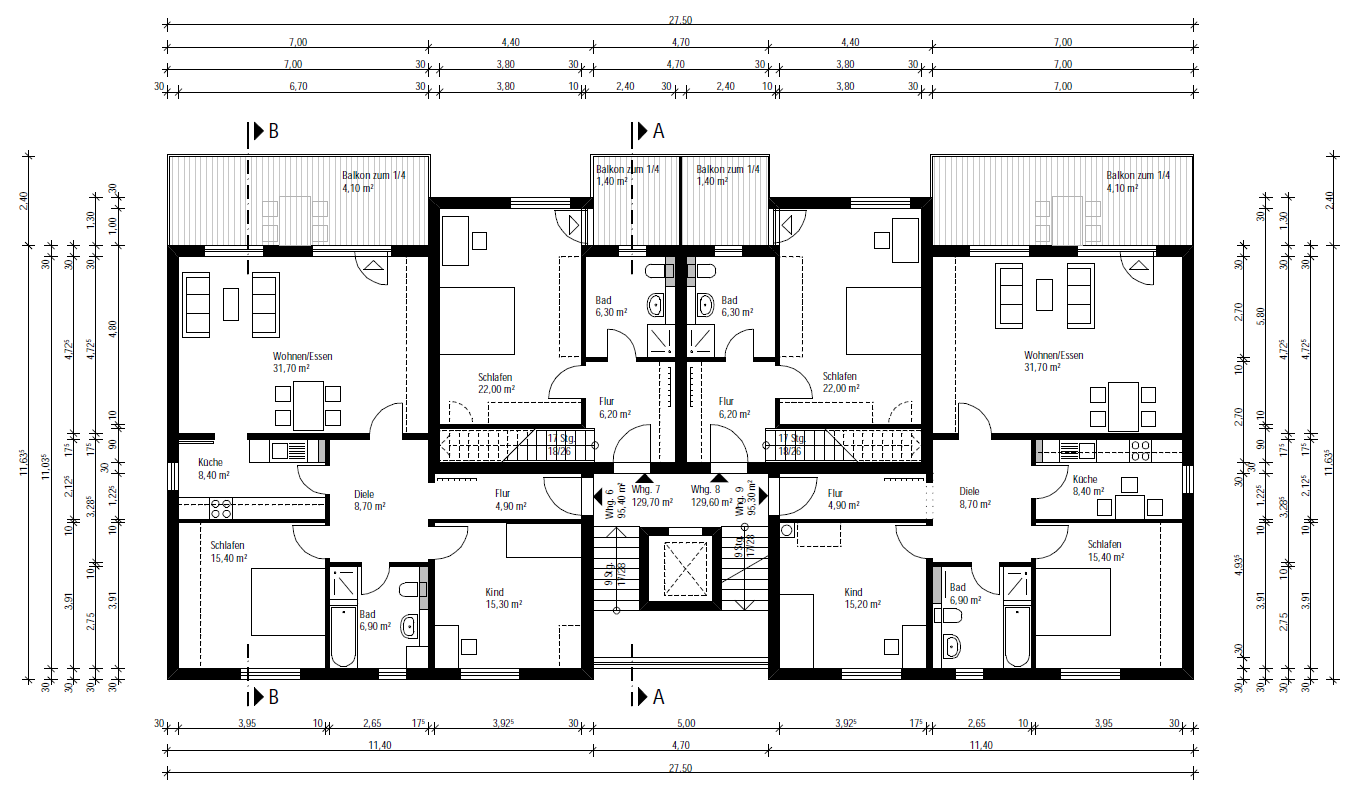 27.50
7,00 4,40 4,70 4,40 7,00
7,00 30 3,80 30 4,70 30 3,80 30 7,00
30 6,70 30 3,80 10 2,40 30 2,40 10 3,80 30 7,00
B
A
Balkon zum 1/4
4,10 m²
Balkon zum 1/4
1,40 m²
Balkon zum 1/4
1,40 m²
Balkon zum 1/4
4,10 m²
2,40
11,63⁵
30
11,03⁵
30
30
4,72⁵
17⁵
2,12⁵
10
3,91
30
1,30
30
4,72⁵
17⁵
3,28⁵
10
2,75
30
30
1,00
4,80
10
90
30
1,22⁵
10
3,91
30
Wohnen/Essen
31,70 m²
Schlafen
22,00 m²
Bad
6,30 m²
Bad
6,30 m²
Schlafen
22,00 m²
Wohnen/Essen
31,70 m²
Flur
6,20 m²
Flur
6,20 m²
17 Stg.
18/26
17 Stg.
18/26
Küche
8,40 m²
Diele
8,70 m²
Flur
4,90 m²
Whg. 6
95,40 m²
Whg. 7
129,70 m²
Whg. 8
129,60 m²
Whg. 9
95,30 m²
Flur
4,90 m²
Diele
8,70 m²
Küche
8,40 m²
Schlafen
15,40 m²
9 Stg.
17/28
9 Stg.
17/28
Schlafen
15,40 m²
Bad
6,90 m²
Kind
15,30 m²
Kind
15,20 m²
Bad
6,90 m²
30
2,70
10
2,70
30
4,93⁵
30
30
30
5,80
10
90
30
1,22⁵
10
3,91
30
1,30
30
4,72⁵
17⁵
3,28⁵
10
2,75
30
30
4,72⁵
17⁵
2,12⁵
10
3,91
30
2,40
11,63⁵
B
A
30 3,95 10 2,65 17⁵ 3,92⁵ 30 5,00 3,92⁵ 17⁵ 2,65 10 3,95 30
11,40 4,70 11,40
27.50